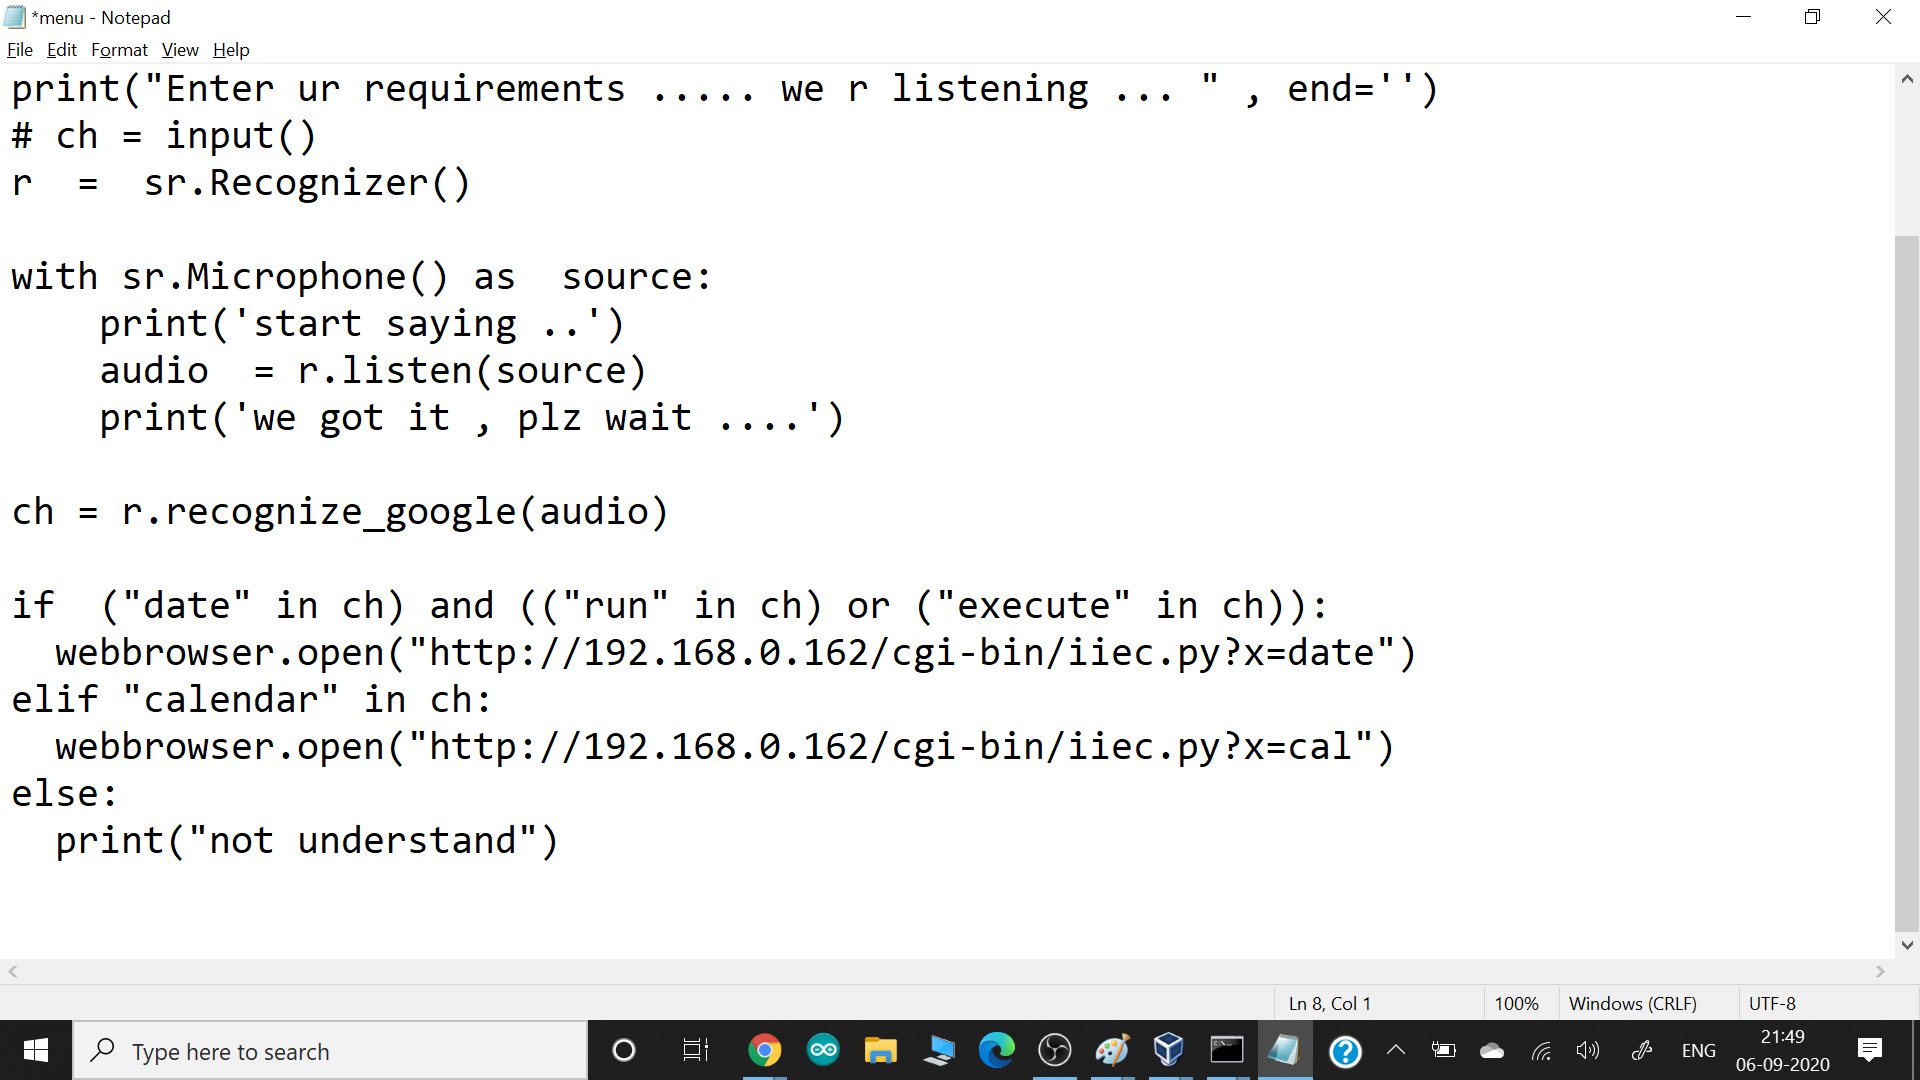 *menu - Notepad
File Edit Format View Help
print("Enter ur requirements ..... we r listening ... " , end='')
# ch = input()
r  =  sr.Recognizer()
with sr.Microphone() as  source:
    print('start saying ..')
    audio  = r.listen(source)
    print('we got it , plz wait ....')
ch = r.recognize_google(audio)
if  ("date" in ch) and (("run" in ch) or ("execute" in ch)):
  webbrowser.open("http://192.168.0.162/cgi-bin/iiec.py?x=date")
elif "calendar" in ch:
  webbrowser.open("http://192.168.0.162/cgi-bin/iiec.py?x=cal")
else:
  print("not understand")
Ln 8, Col 1 100% Windows (CRLF) UTF-8
Type here to search
ENG
21:49
06-09-2020